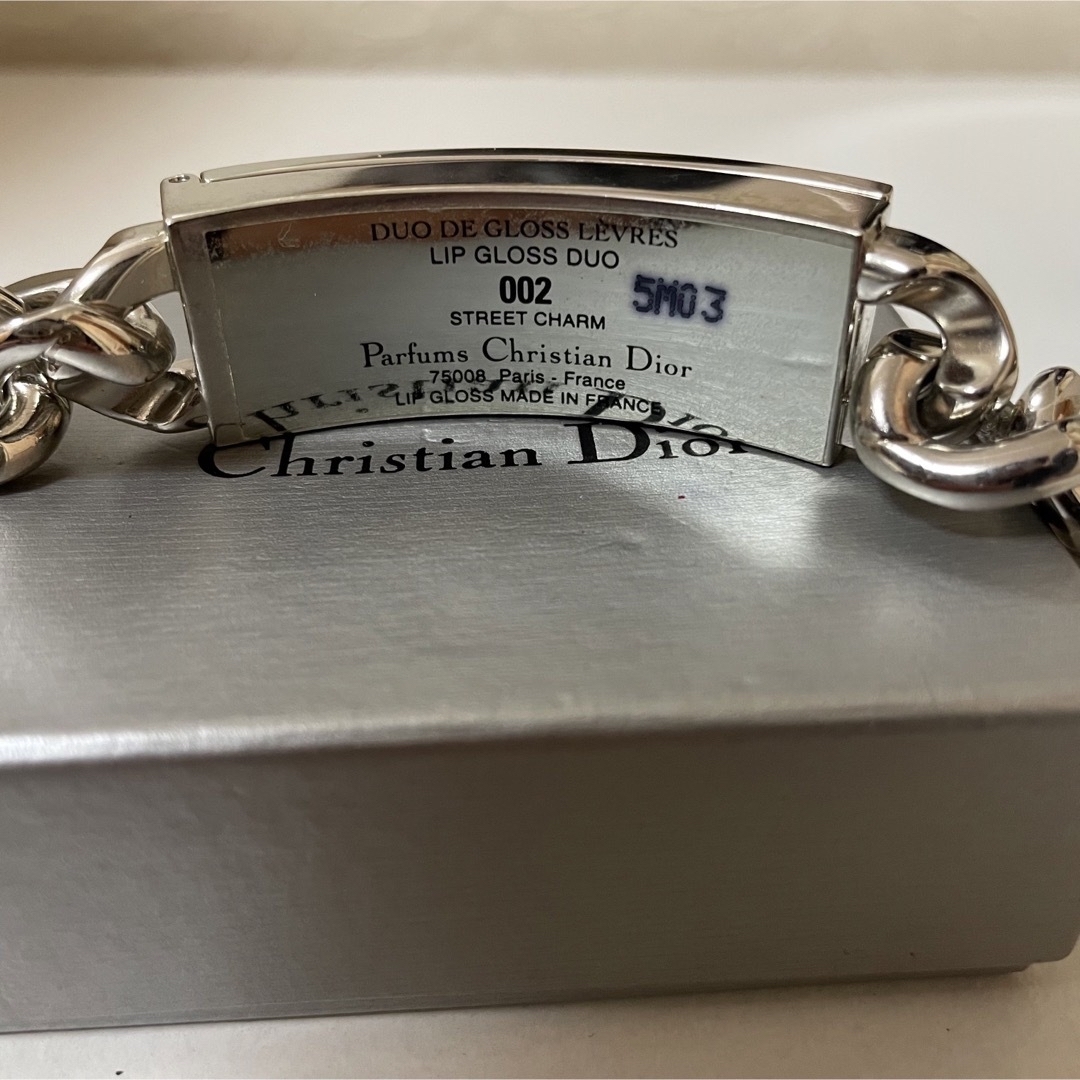 DUO DE GLOSS LÈVRES
LIP GLOSS DUO
002
5M03
STREET CHARM
Parfums Christian Dior
75008 Paris - France
LIP GLOSS MADE IN FRANCE
Christian Dior